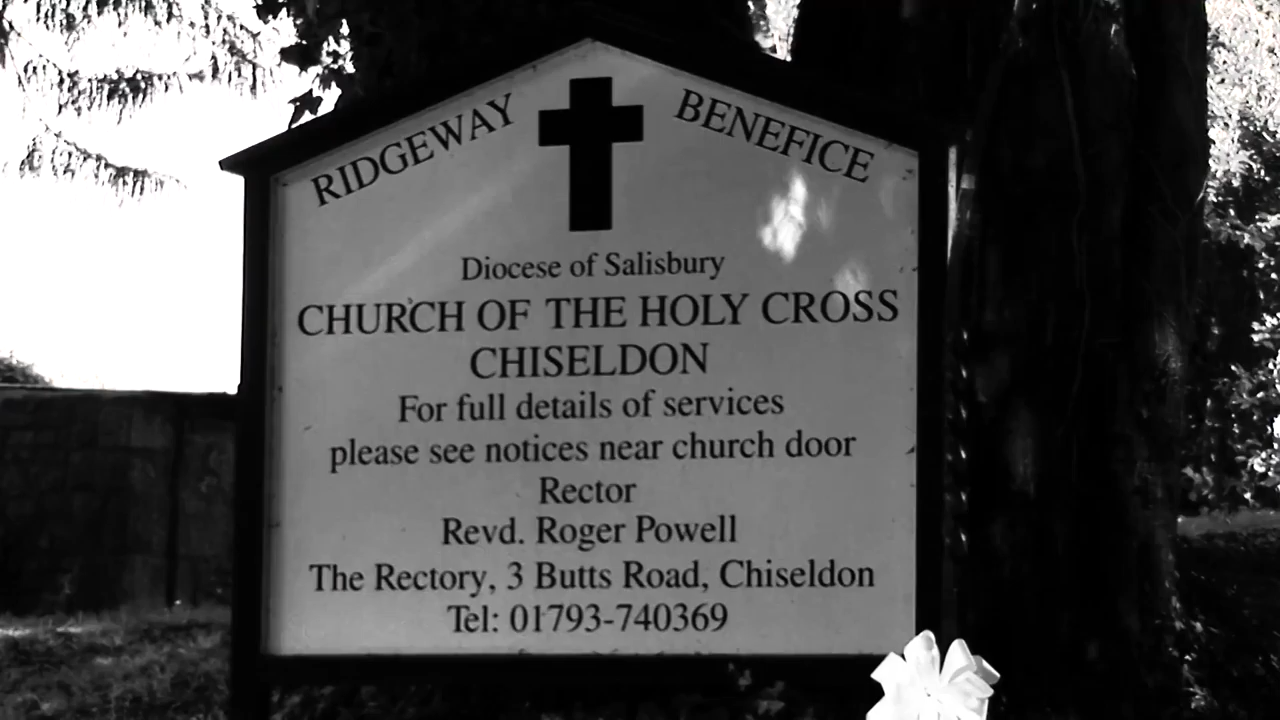 RIDGEWAY BENEFICE
Diocese of Salisbury
CHURCH OF THE HOLY CROSS
CHISELDON
For full details of services
please see notices near church door
Rector
Revd. Roger Powell
The Rectory, 3 Butts Road, Chiseldon
Tel: 01793-740369